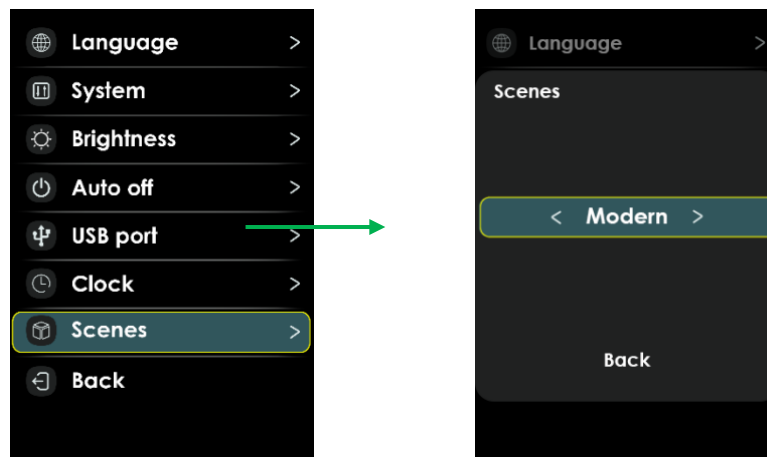 Language >
System >
Brightness >
Auto off >
USB port >
Clock >
Scenes >
Back
Language >
Scenes
< Modern >
Back